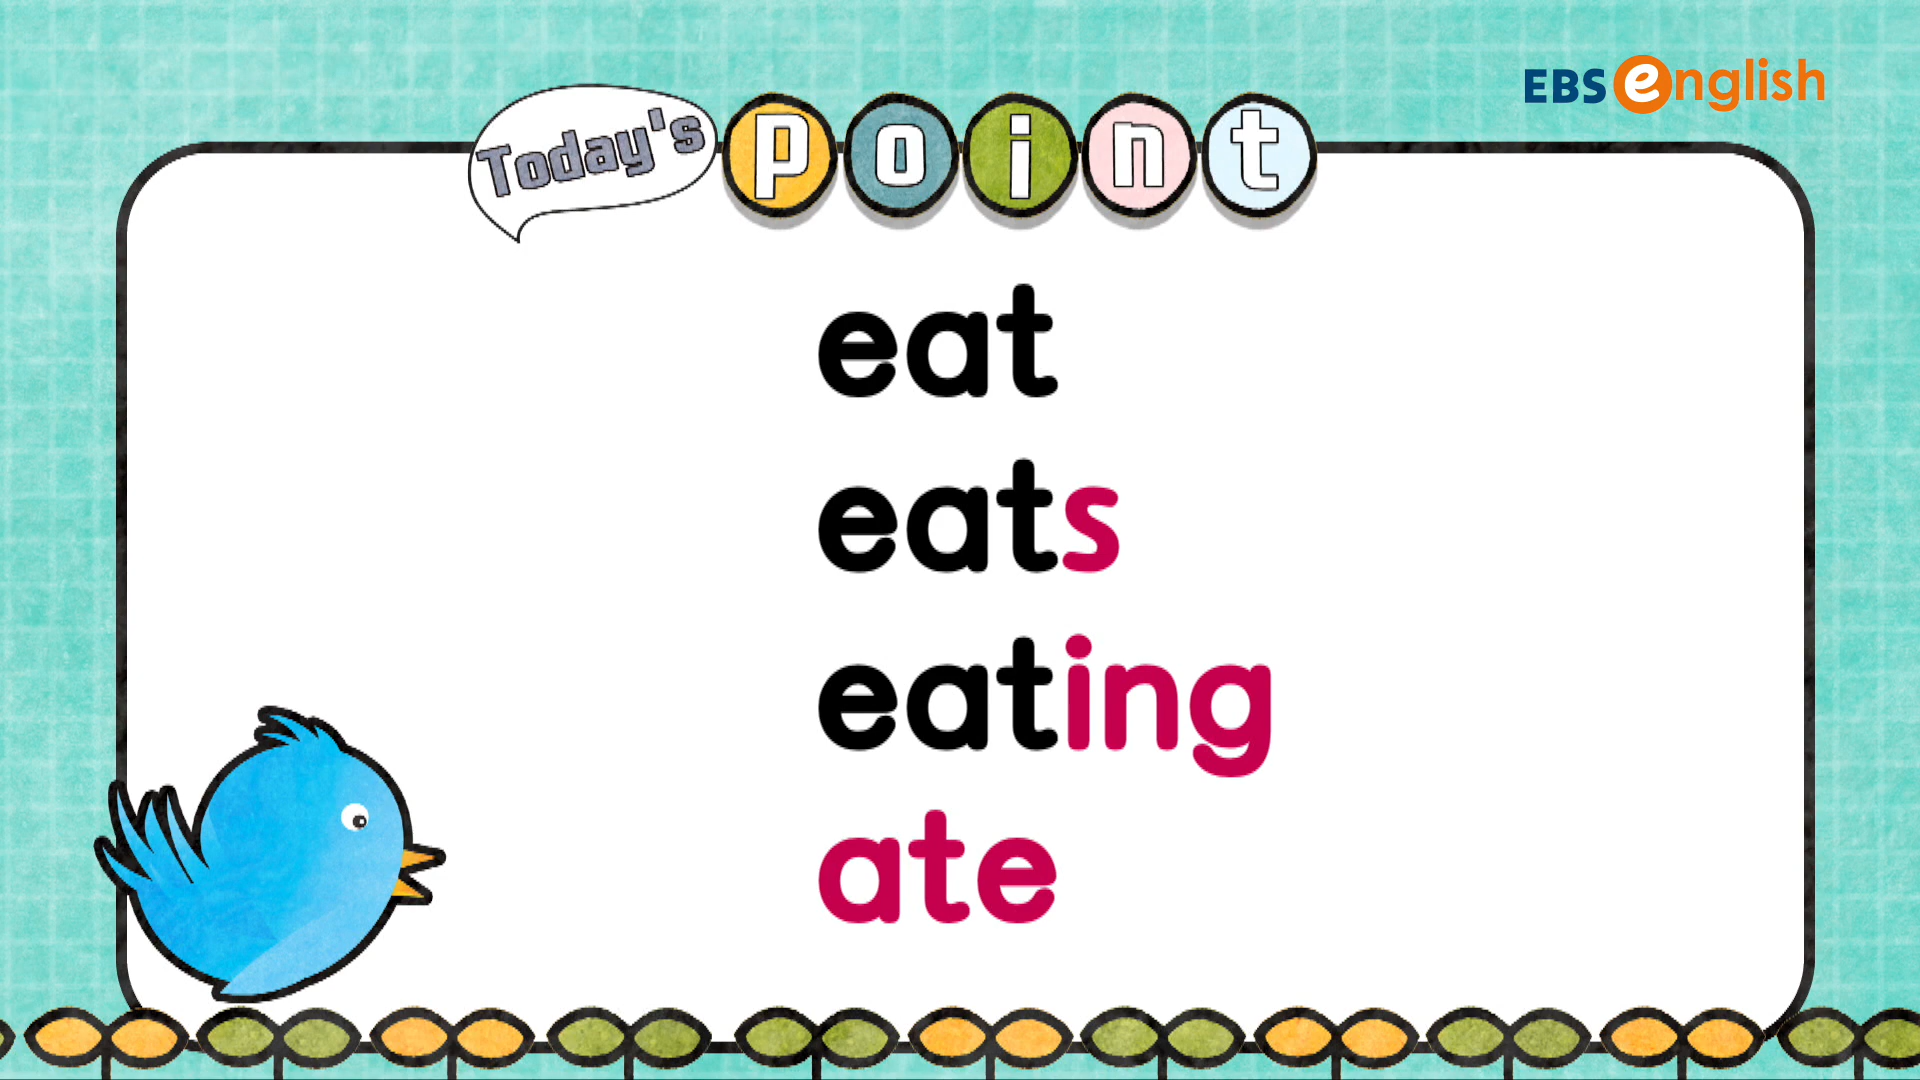 EBS english
Today's point
eat
eats
eating
ate